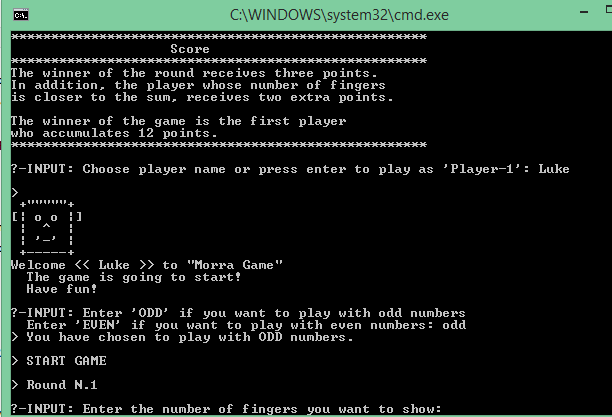 C:\WINDOWS\system32\cmd.exe
****************************************************
Score
****************************************************
The winner of the round receives three points.
In addition, the player whose number of fingers
is closer to the sum, receives two extra points.
The winner of the game is the first player
who accumulates 12 points.
****************************************************
?-INPUT: Choose player name or press enter to play as 'Player-1': Luke
>
+"""""+
[¦ o o ¦]
¦  ^  ¦
¦ '-' ¦
+-----+
Welcome << Luke >> to "Morra Game"
The game is going to start!
Have fun!
?-INPUT: Enter 'ODD' if you want to play with odd numbers
Enter 'EVEN' if you want to play with even numbers: odd
> You have chosen to play with ODD numbers.
> START GAME
> Round N.1
?-INPUT: Enter the number of fingers you want to show: